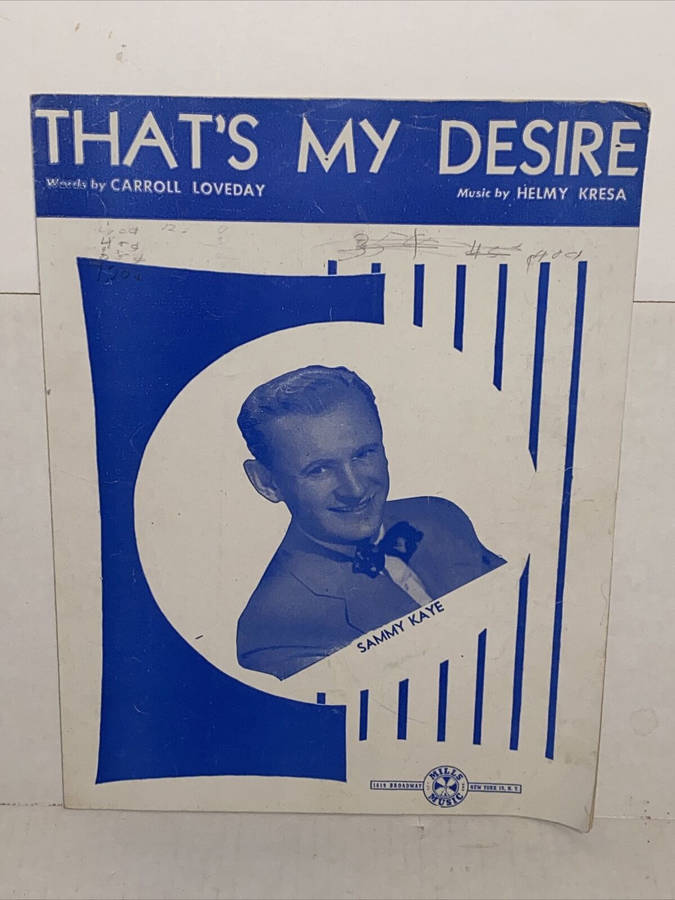 THAT'S MY DESIRE
Words by CARROLL LOVEDAY
Music by HELMY KRESA
SAMMY KAYE
1619 BROADWAY
MILLS
MUSIC
NEW YORK 19, N. Y.